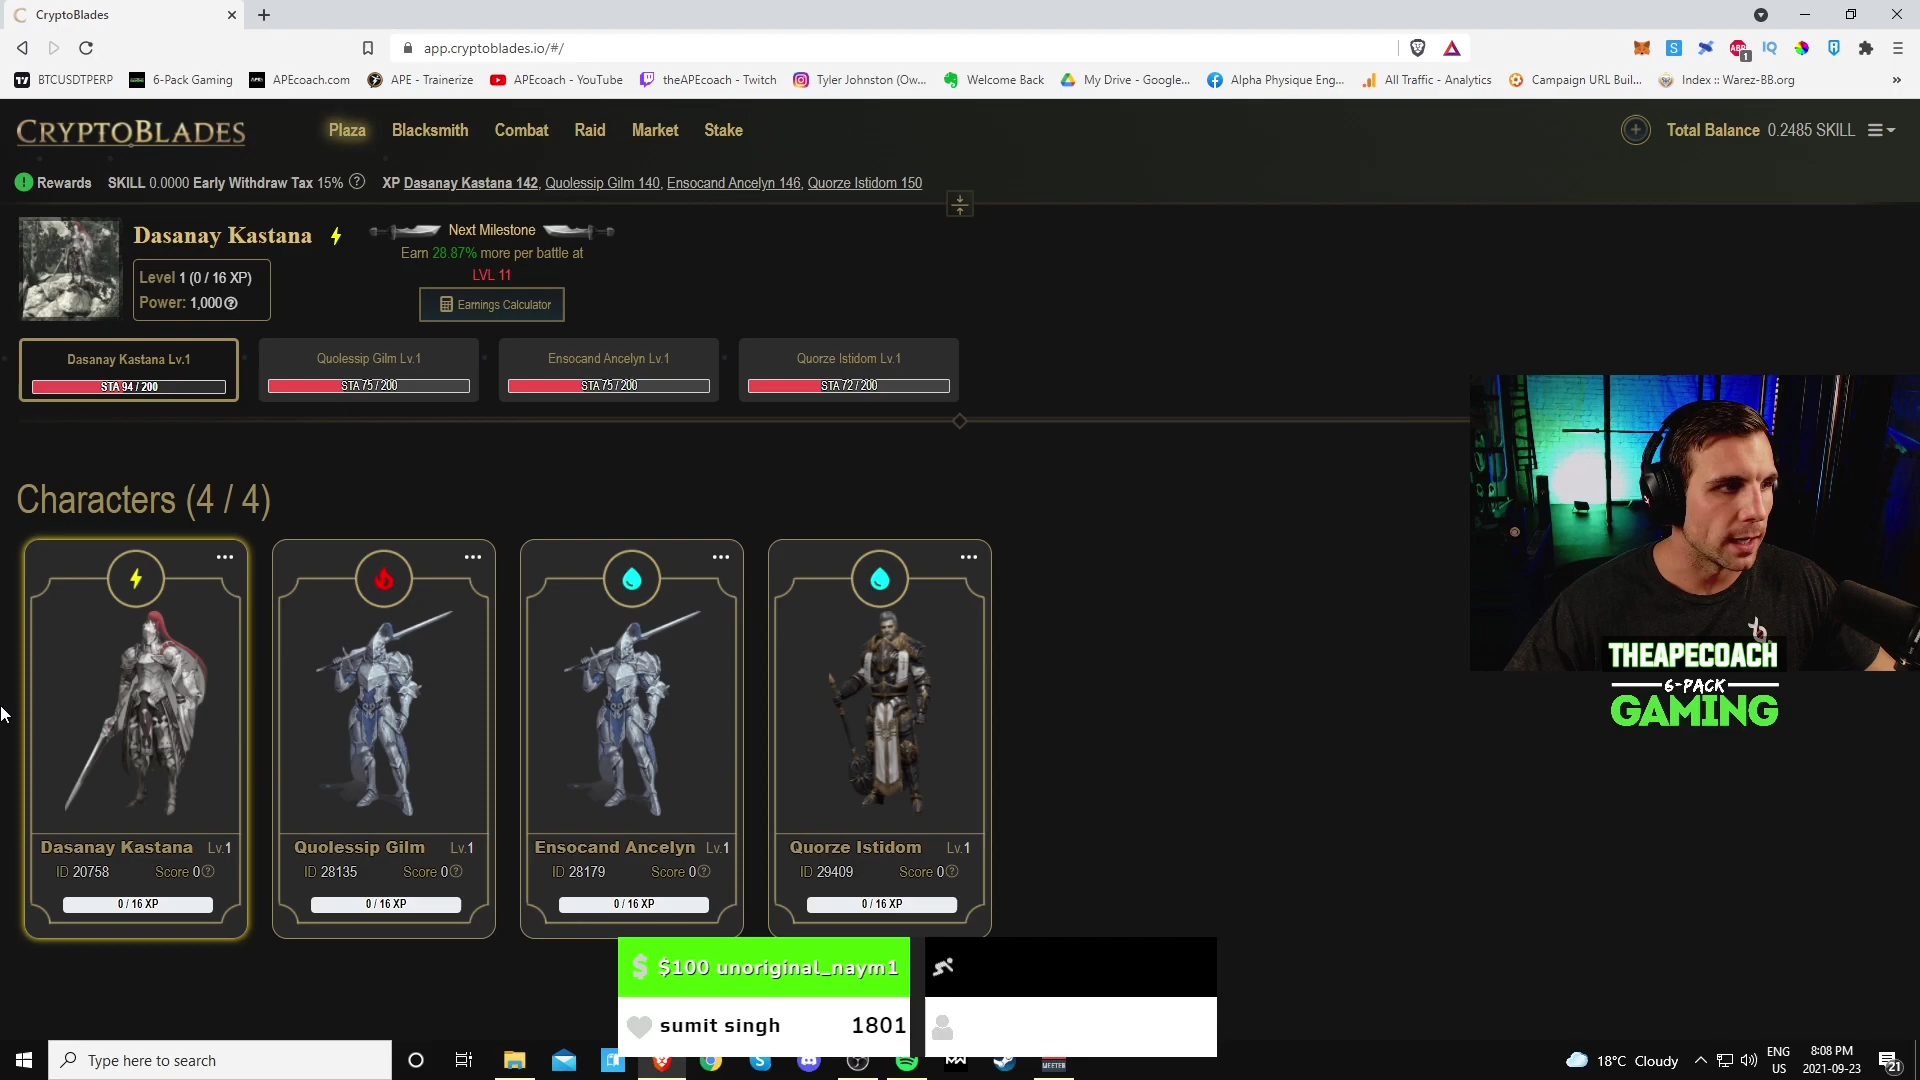 CryptoBlades
app.cryptoblades.io/#/
BTCUSDTPERP
6-Pack Gaming
APEcoach.com
APE - Trainerize
APEcoach - YouTube
theAPEcoach - Twitch
Tyler Johnston (Ow...
Welcome Back
My Drive - Google...
Alpha Physique Eng...
All Traffic - Analytics
Campaign URL Buil...
Index :: Warez-BB.org
CRYPTOBLADES
Plaza
Blacksmith
Combat
Raid
Market
Stake
Total Balance 0.2485 SKILL
Rewards SKILL 0.0000 Early Withdraw Tax 15% XP Dasanay Kastana 142, Quolessip Gilm 140, Ensocand Ancelyn 146, Quorze Istidom 150
Dasanay Kastana
Level 1 (0 / 16 XP)
Power: 1,000
Next Milestone
Earn 28.87% more per battle at
LVL 11
Earnings Calculator
Dasanay Kastana Lv.1
STA 94 / 200
Quolessip Gilm Lv.1
STA 75 / 200
Ensocand Ancelyn Lv.1
STA 75 / 200
Quorze Istidom Lv.1
STA 72 / 200
Characters (4 / 4)
Dasanay Kastana Lv.1
ID 20758 Score 0
0 / 16 XP
Quolessip Gilm Lv.1
ID 28135 Score 0
0 / 16 XP
Ensocand Ancelyn Lv.1
ID 28179 Score 0
0 / 16 XP
Quorze Istidom Lv.1
ID 29409 Score 0
0 / 16 XP
THEAPECOACH
6-PACK
GAMING
$100 unoriginal_naym1
sumit singh 1801
Type here to search
18°C Cloudy
ENG
US
8:08 PM
2021-09-23
21